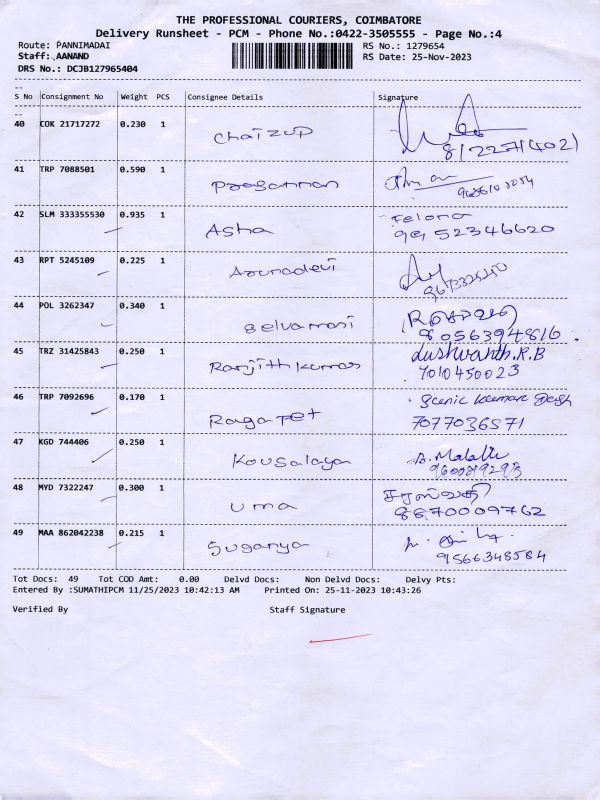 THE PROFESSIONAL COURIERS, COIMBATORE
Delivery Runsheet - PCM - Phone No.:0422-3505555 - Page No.:4
Route: PANNIMADAI RS No.: 1279654
Staff: AANAND RS Date: 25-Nov-2023
DRS No.: DCJB127965404
S No Consignment No Weight PCS Consignee Details Signature
40 COK 21717272 0.230 1 Chaizup
41 TRP 7088501 0.590 1
42 SLM 333355530 0.935 1 Asha Felona
9952346620
43 RPT 5245109 0.225 1 Arunadevi
44 POL 3262347 0.340 1 Selvamani
8056394816.
45 TRZ 31425843 0.250 1 Ranjith kumar dushwanth.R.B
7010450023
46 TRP 7092696 0.170 1 Ragapet
7077036571
47 KGD 744406 0.250 1 Kousalaya
9600819293
48 MYD 7322247 0.300 1 uma சரஸ்வதி
8870009762
49 MAA 862042238 0.215 1 Suganya
9566348584
Tot Docs: 49 Tot COD Amt: 0.00 Delvd Docs: Non Delvd Docs: Delvy Pts:
Entered By :SUMATHIPCM 11/25/2023 10:42:13 AM Printed On: 25-11-2023 10:43:26
Verified By Staff Signature